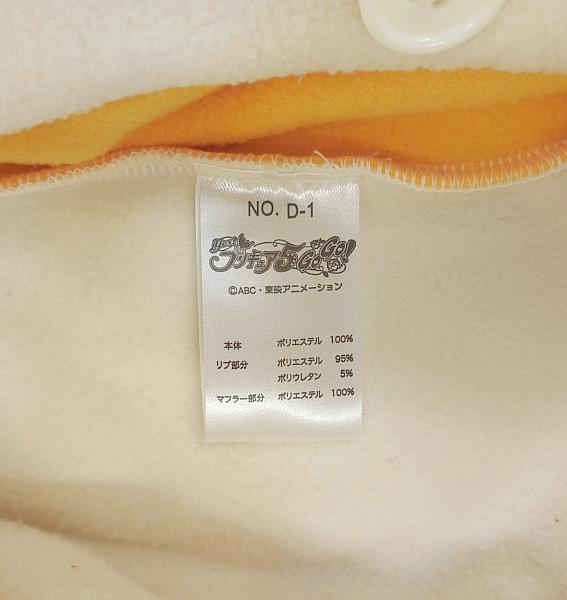 NO. D-1
Yes!
プリキュア5GoGo!
©ABC・東映アニメーション
本体 ポリエステル 100%
リブ部分 ポリエステル 95%
ポリウレタン 5%
マフラー部分 ポリエステル 100%